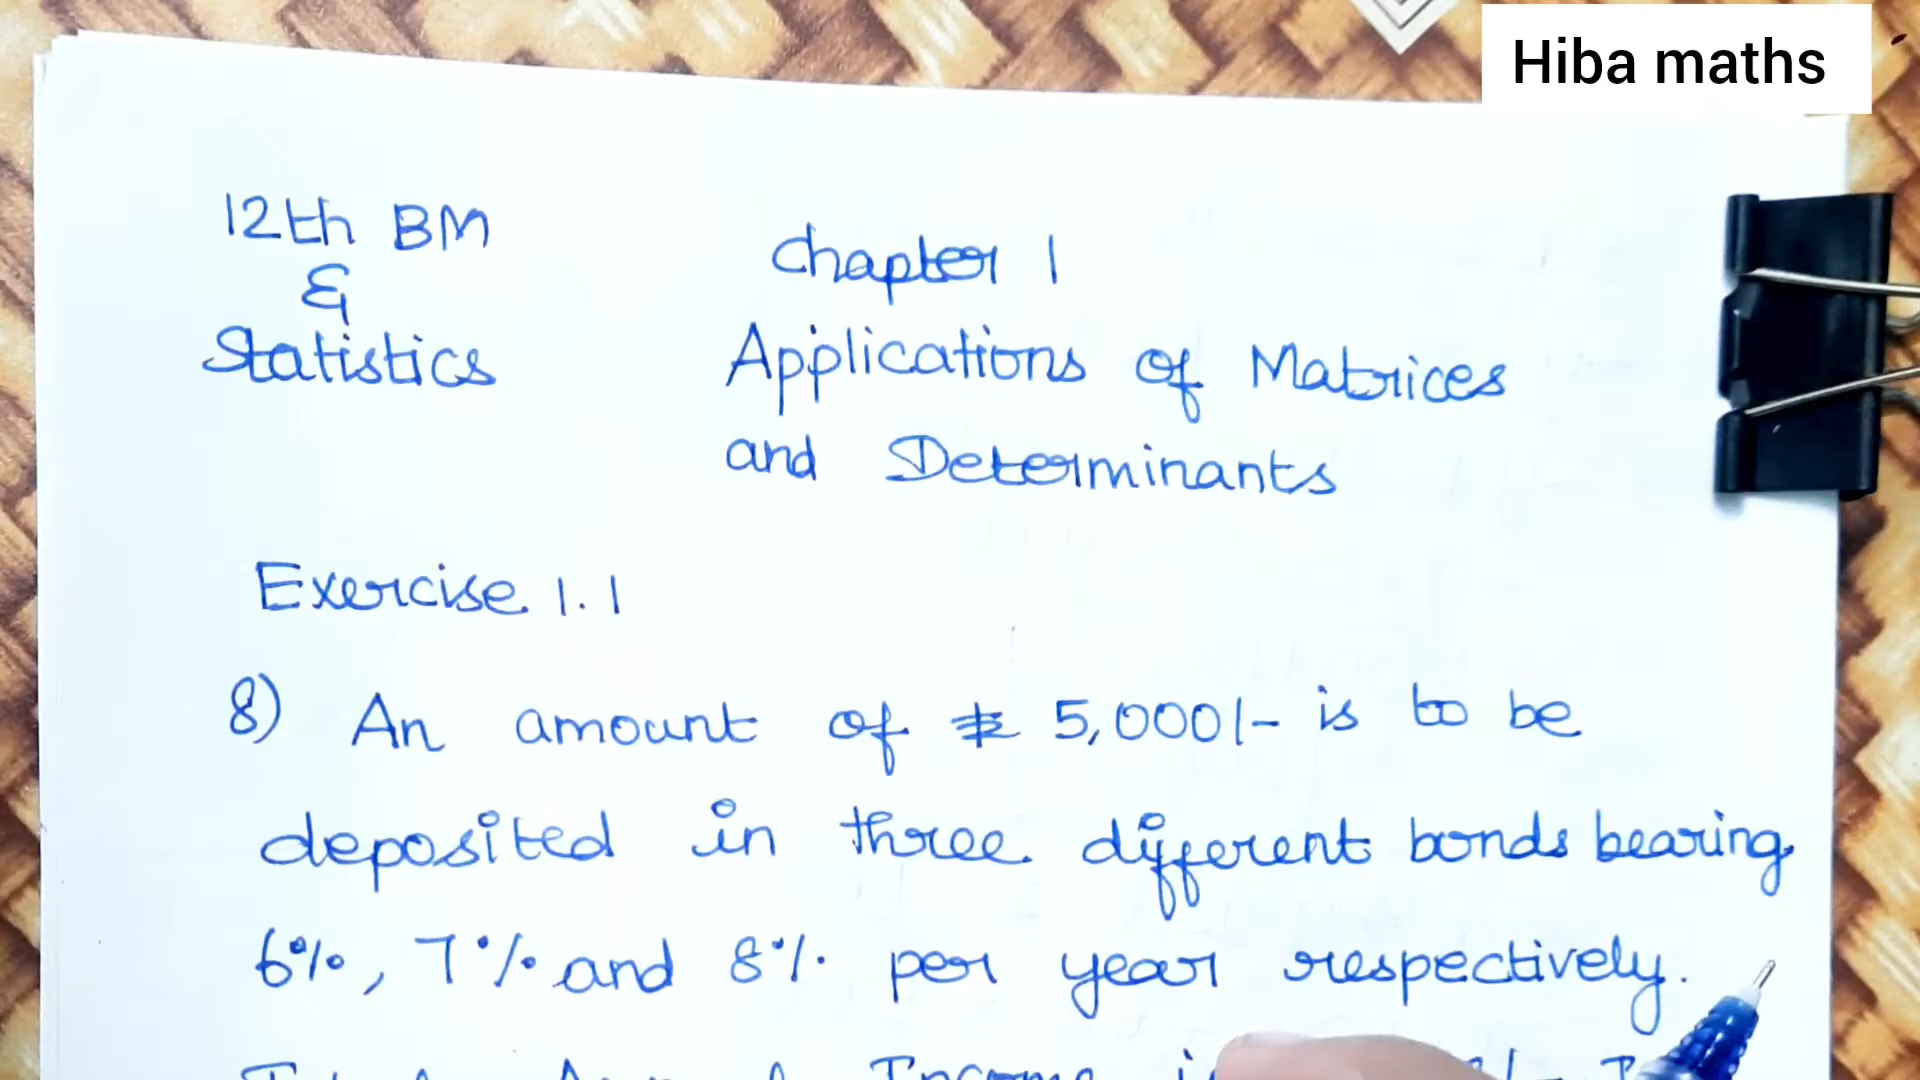 Hiba maths
12th BM
&
Statistics
Chapter 1
Applications of Matrices
and Determinants
Exercise 1.1
8) An amount of ₹ 5,000/- is to be
deposited in three different bonds bearing
6%, 7% and 8% per year respectively.
Income